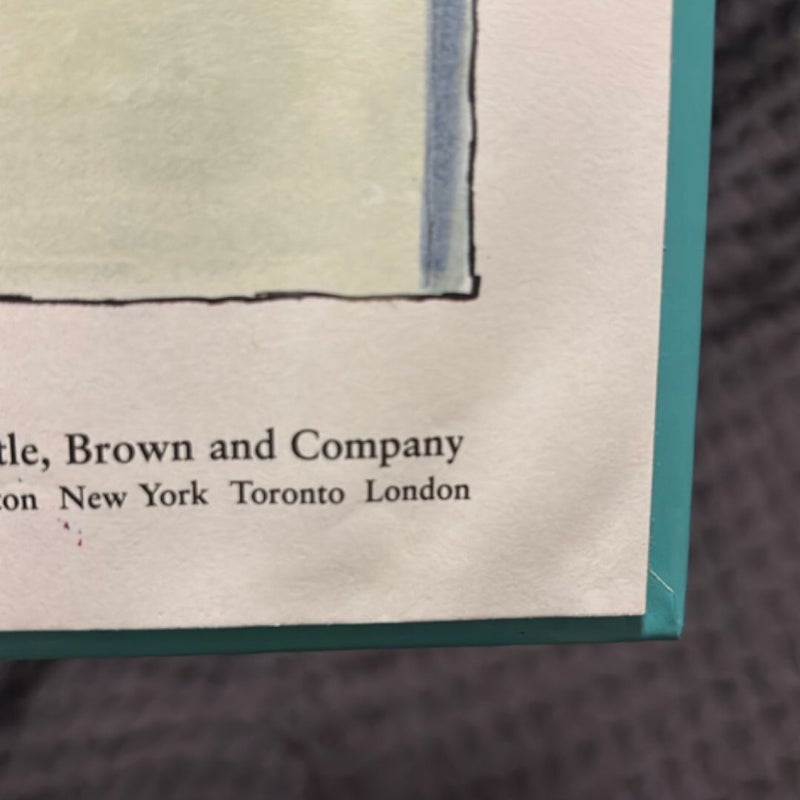 tle, Brown and Company
ton New York Toronto London